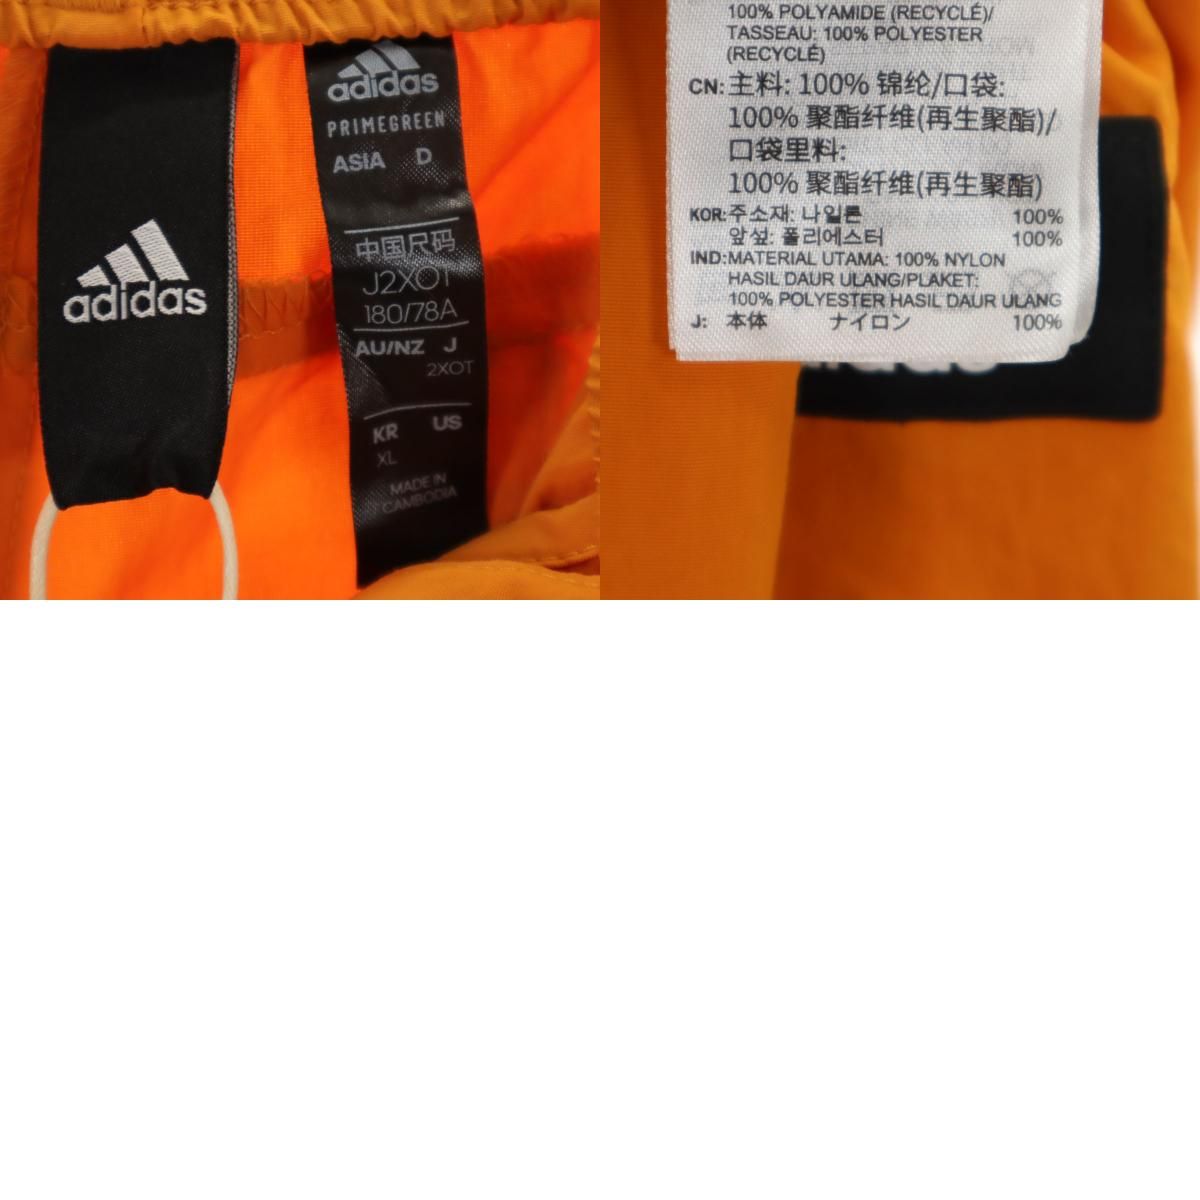 adidas
adidas
PRIMEGREEN
ASIA D
中国尺码
J2XOT
180/78A
AU/NZ J
2XOT
KR US
XL
MADE IN
CAMBODIA
100% POLYAMIDE (RECYCLÉ)/
TASSEAU: 100% POLYESTER
(RECYCLÉ)
CN: 主料: 100% 锦纶/口袋:
100% 聚酯纤维(再生聚酯)/
口袋里料:
100% 聚酯纤维(再生聚酯)
KOR: 주소재: 나일론 100%
앞섶: 폴리에스터 100%
IND: MATERIAL UTAMA: 100% NYLON
HASIL DAUR ULANG/PLAKET:
100% POLYESTER HASIL DAUR ULANG
J: 本体 ナイロン 100%